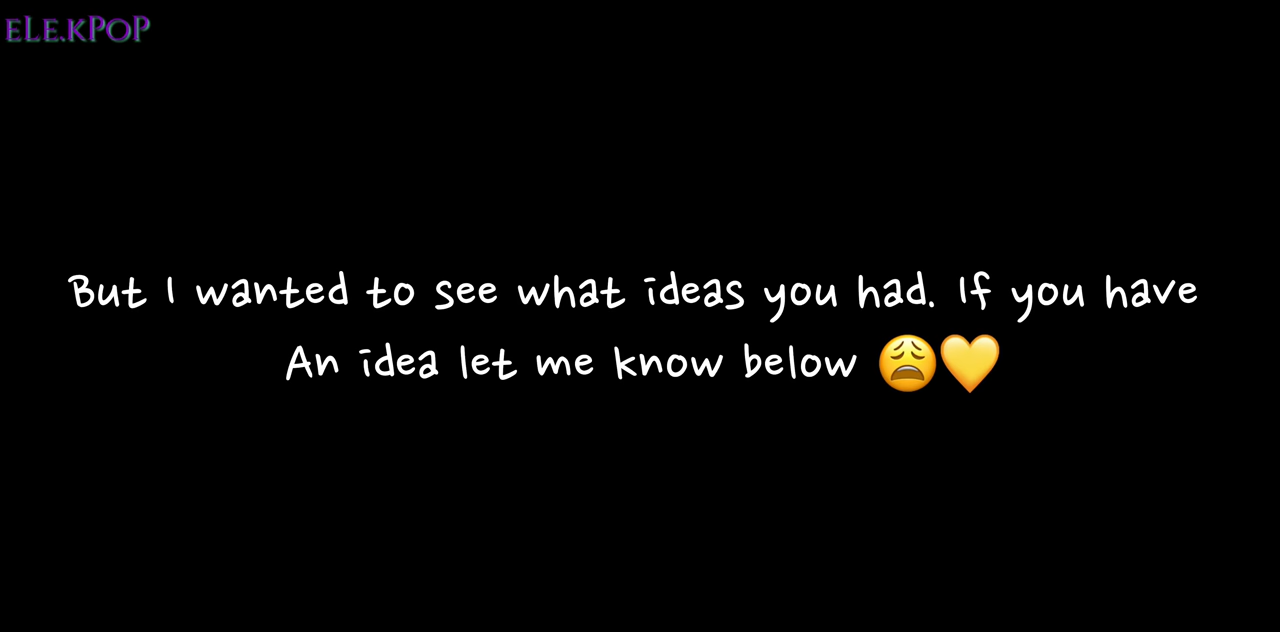 ELE.KPOP
But I wanted to see what ideas you had. If you have
An idea let me know below 😩💛